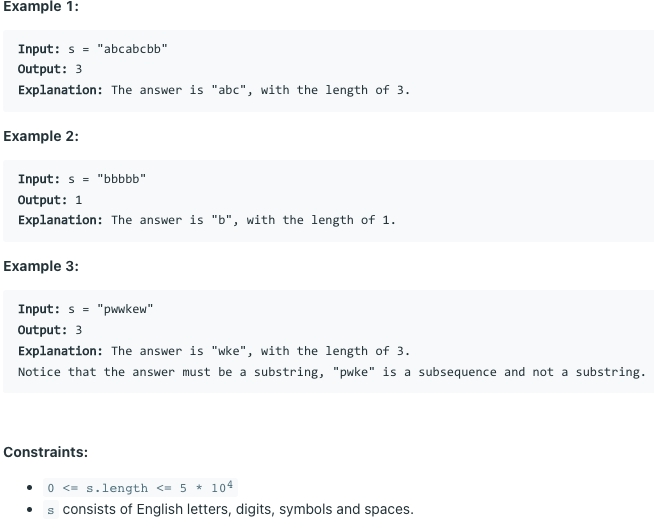 Example 1:
Input: s = "abcabcbb"
Output: 3
Explanation: The answer is "abc", with the length of 3.
Example 2:
Input: s = "bbbbb"
Output: 1
Explanation: The answer is "b", with the length of 1.
Example 3:
Input: s = "pwwkew"
Output: 3
Explanation: The answer is "wke", with the length of 3.
Notice that the answer must be a substring, "pwke" is a subsequence and not a substring.
Constraints:
• 0 <= s.length <= 5 * 10⁴
• s consists of English letters, digits, symbols and spaces.